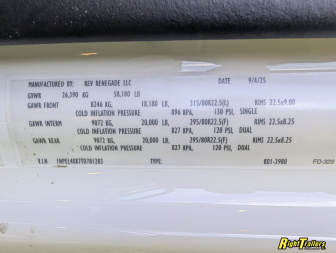 MANUFACTURED BY: REV RENEGADE LLC DATE 9/4/25
GVWR 26,390 KG 58,180 LB
GAWR FRONT 8246 KG, 18,180 LB, 315/80R22.5(L) RIMS 22.5x9.00
COLD INFLATION PRESSURE 896 KPA, 130 PSI, SINGLE
GAWR INTERM 9072 KG, 20,000 LB, 295/80R22.5(F) RIMS 22.5x8.25
COLD INFLATION PRESSURE 827 KPA, 120 PSI, DUAL
GAWR REAR 9072 KG, 20,000 LB, 295/80R22.5(F) RIMS 22.5x8.25
COLD INFLATION PRESSURE 827 KPA, 120 PSI, DUAL
V.I.N TYPE: 801-3980 FD-329
RightTrailers